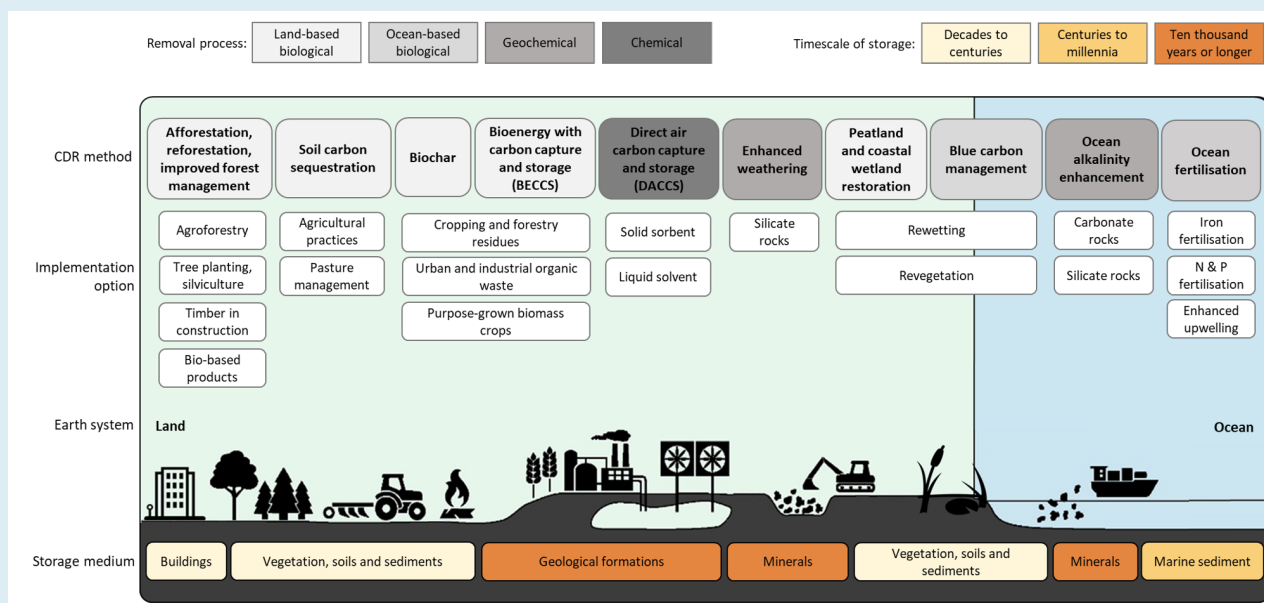 Removal process:
Land-based
biological
Ocean-based
biological
Geochemical
Chemical
Timescale of storage:
Decades to
centuries
Centuries to
millennia
Ten thousand
years or longer
CDR method
Afforestation,
reforestation,
improved forest
management
Soil carbon
sequestration
Biochar
Bioenergy with
carbon capture
and storage
(BECCS)
Direct air
carbon capture
and storage
(DACCS)
Enhanced
weathering
Peatland
and coastal
wetland
restoration
Blue carbon
management
Ocean
alkalinity
enhancement
Ocean
fertilisation
Implementation
option
Agroforestry
Tree planting,
silviculture
Timber in
construction
Bio-based
products
Agricultural
practices
Pasture
management
Cropping and forestry
residues
Urban and industrial organic
waste
Purpose-grown biomass
crops
Solid sorbent
Liquid solvent
Silicate
rocks
Rewetting
Revegetation
Carbonate
rocks
Silicate rocks
Iron
fertilisation
N & P
fertilisation
Enhanced
upwelling
Earth system
Land
Ocean
Storage medium
Buildings
Vegetation, soils and sediments
Geological formations
Minerals
Vegetation, soils and
sediments
Minerals
Marine sediment